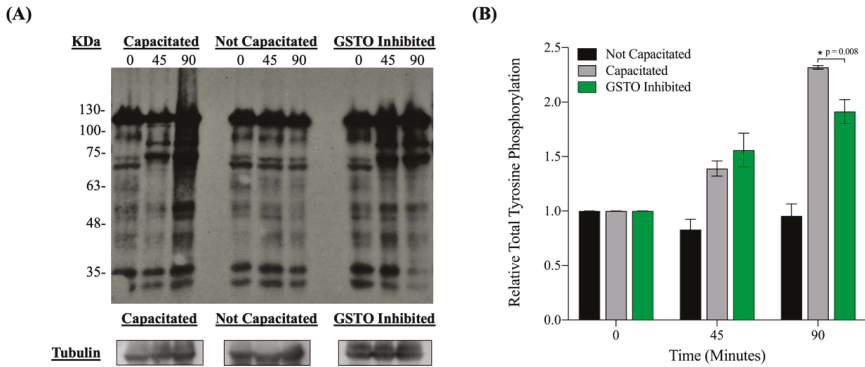 (A)
KDa
Capacitated
Not Capacitated
GSTO Inhibited
0 45 90
0 45 90
0 45 90
130-
100-
75-
63-
48-
35-
Capacitated
Not Capacitated
GSTO Inhibited
Tubulin
(B)
Relative Total Tyrosine Phosphorylation
2.5
2.0
1.5
1.0
0.5
0.0
Not Capacitated
Capacitated
GSTO Inhibited
★ p = 0.008
0 45 90
Time (Minutes)